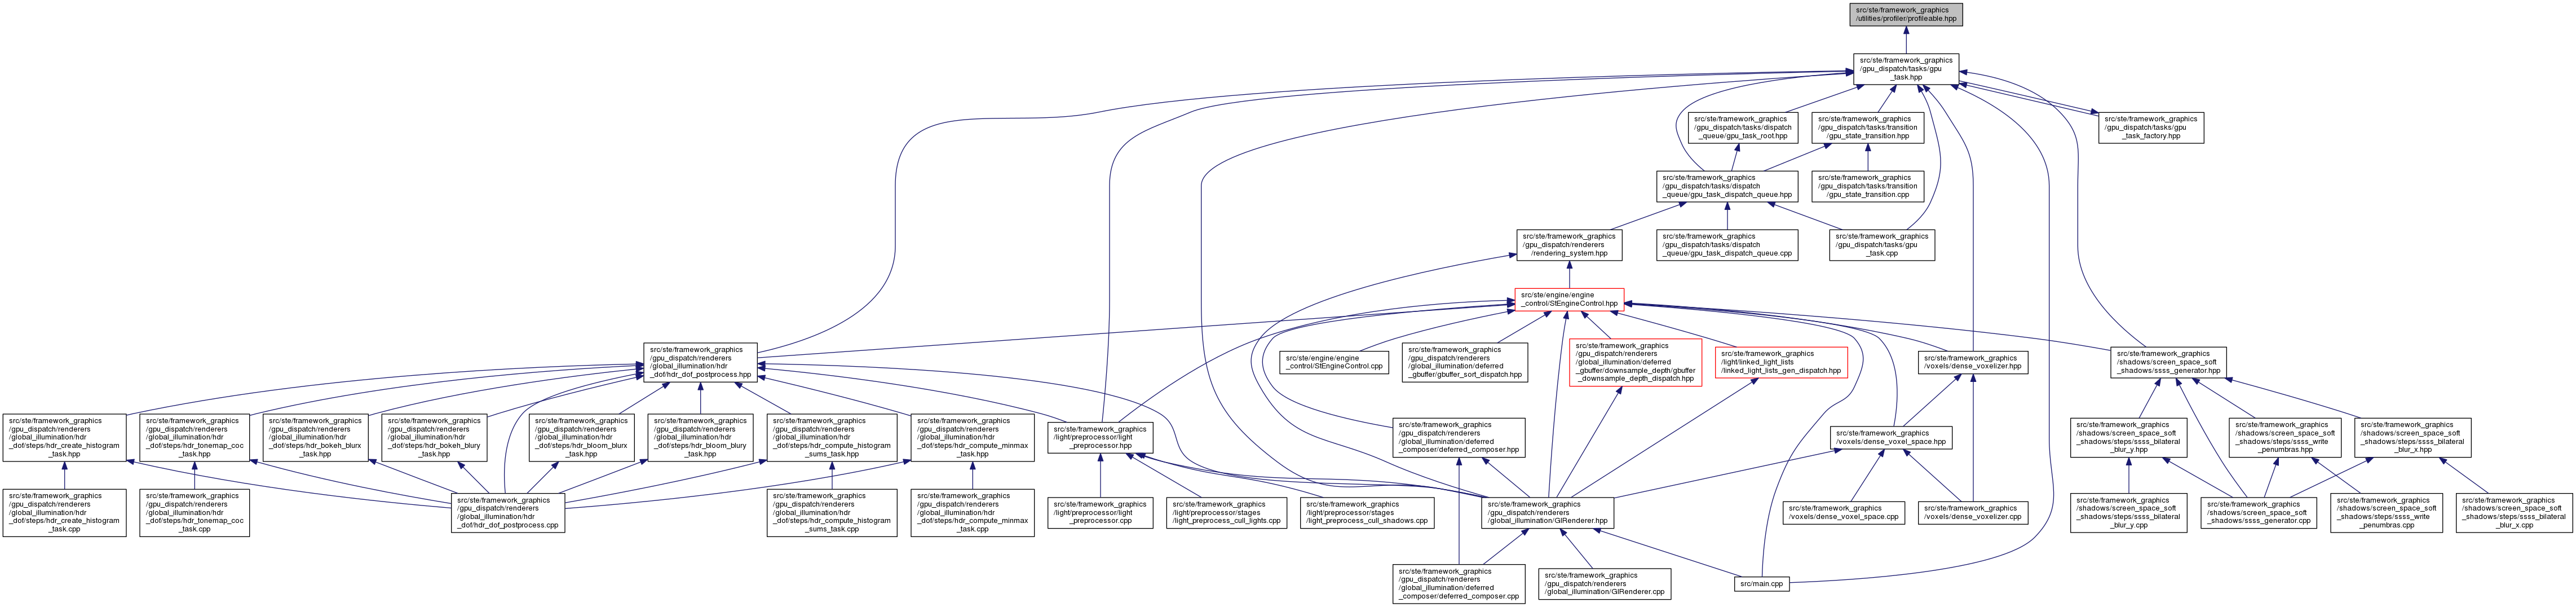 src/ste/framework_graphics
/utilities/profiler/profileable.hpp
src/ste/framework_graphics
/gpu_dispatch/tasks/gpu
_task.hpp
src/ste/framework_graphics
/gpu_dispatch/tasks/dispatch
_queue/gpu_task_root.hpp
src/ste/framework_graphics
/gpu_dispatch/tasks/transition
/gpu_state_transition.hpp
src/ste/framework_graphics
/gpu_dispatch/tasks/gpu
_task_factory.hpp
src/ste/framework_graphics
/gpu_dispatch/tasks/dispatch
_queue/gpu_task_dispatch_queue.hpp
src/ste/framework_graphics
/gpu_dispatch/tasks/transition
/gpu_state_transition.cpp
src/ste/framework_graphics
/gpu_dispatch/renderers
/rendering_system.hpp
src/ste/framework_graphics
/gpu_dispatch/tasks/dispatch
_queue/gpu_task_dispatch_queue.cpp
src/ste/framework_graphics
/gpu_dispatch/tasks/gpu
_task.cpp
src/ste/engine/engine
_control/StEngineControl.hpp
src/ste/framework_graphics
/gpu_dispatch/renderers
/global_illumination/hdr
_dof/hdr_dof_postprocess.hpp
src/ste/engine/engine
_control/StEngineControl.cpp
src/ste/framework_graphics
/gpu_dispatch/renderers
/global_illumination/deferred
_gbuffer/gbuffer_sort_dispatch.hpp
src/ste/framework_graphics
/gpu_dispatch/renderers
/global_illumination/deferred
_gbuffer/downsample_depth/gbuffer
_downsample_depth_dispatch.hpp
src/ste/framework_graphics
/light/linked_light_lists
/linked_light_lists_gen_dispatch.hpp
src/ste/framework_graphics
/voxels/dense_voxelizer.hpp
src/ste/framework_graphics
/shadows/screen_space_soft
_shadows/ssss_generator.hpp
src/ste/framework_graphics
/gpu_dispatch/renderers
/global_illumination/hdr
_dof/steps/hdr_create_histogram
_task.hpp
src/ste/framework_graphics
/gpu_dispatch/renderers
/global_illumination/hdr
_dof/steps/hdr_tonemap_coc
_task.hpp
src/ste/framework_graphics
/gpu_dispatch/renderers
/global_illumination/hdr
_dof/steps/hdr_bokeh_blurx
_task.hpp
src/ste/framework_graphics
/gpu_dispatch/renderers
/global_illumination/hdr
_dof/steps/hdr_bokeh_blury
_task.hpp
src/ste/framework_graphics
/gpu_dispatch/renderers
/global_illumination/hdr
_dof/steps/hdr_bloom_blurx
_task.hpp
src/ste/framework_graphics
/gpu_dispatch/renderers
/global_illumination/hdr
_dof/steps/hdr_bloom_blury
_task.hpp
src/ste/framework_graphics
/gpu_dispatch/renderers
/global_illumination/hdr
_dof/steps/hdr_compute_histogram
_sums_task.hpp
src/ste/framework_graphics
/gpu_dispatch/renderers
/global_illumination/hdr
_dof/steps/hdr_compute_minmax
_task.hpp
src/ste/framework_graphics
/light/preprocessor/light
_preprocessor.hpp
src/ste/framework_graphics
/gpu_dispatch/renderers
/global_illumination/deferred
_composer/deferred_composer.hpp
src/ste/framework_graphics
/voxels/dense_voxel_space.hpp
src/ste/framework_graphics
/shadows/screen_space_soft
_shadows/steps/ssss_bilateral
_blur_y.hpp
src/ste/framework_graphics
/shadows/screen_space_soft
_shadows/steps/ssss_write
_penumbras.hpp
src/ste/framework_graphics
/shadows/screen_space_soft
_shadows/steps/ssss_bilateral
_blur_x.hpp
src/ste/framework_graphics
/gpu_dispatch/renderers
/global_illumination/hdr
_dof/steps/hdr_create_histogram
_task.cpp
src/ste/framework_graphics
/gpu_dispatch/renderers
/global_illumination/hdr
_dof/steps/hdr_tonemap_coc
_task.cpp
src/ste/framework_graphics
/gpu_dispatch/renderers
/global_illumination/hdr
_dof/hdr_dof_postprocess.cpp
src/ste/framework_graphics
/gpu_dispatch/renderers
/global_illumination/hdr
_dof/steps/hdr_compute_histogram
_sums_task.cpp
src/ste/framework_graphics
/gpu_dispatch/renderers
/global_illumination/hdr
_dof/steps/hdr_compute_minmax
_task.cpp
src/ste/framework_graphics
/light/preprocessor/light
_preprocessor.cpp
src/ste/framework_graphics
/light/preprocessor/stages
/light_preprocess_cull_lights.cpp
src/ste/framework_graphics
/light/preprocessor/stages
/light_preprocess_cull_shadows.cpp
src/ste/framework_graphics
/gpu_dispatch/renderers
/global_illumination/GIRenderer.hpp
src/ste/framework_graphics
/voxels/dense_voxel_space.cpp
src/ste/framework_graphics
/voxels/dense_voxelizer.cpp
src/ste/framework_graphics
/shadows/screen_space_soft
_shadows/steps/ssss_bilateral
_blur_y.cpp
src/ste/framework_graphics
/shadows/screen_space_soft
_shadows/ssss_generator.cpp
src/ste/framework_graphics
/shadows/screen_space_soft
_shadows/steps/ssss_write
_penumbras.cpp
src/ste/framework_graphics
/shadows/screen_space_soft
_shadows/steps/ssss_bilateral
_blur_x.cpp
src/ste/framework_graphics
/gpu_dispatch/renderers
/global_illumination/deferred
_composer/deferred_composer.cpp
src/ste/framework_graphics
/gpu_dispatch/renderers
/global_illumination/GIRenderer.cpp
src/main.cpp